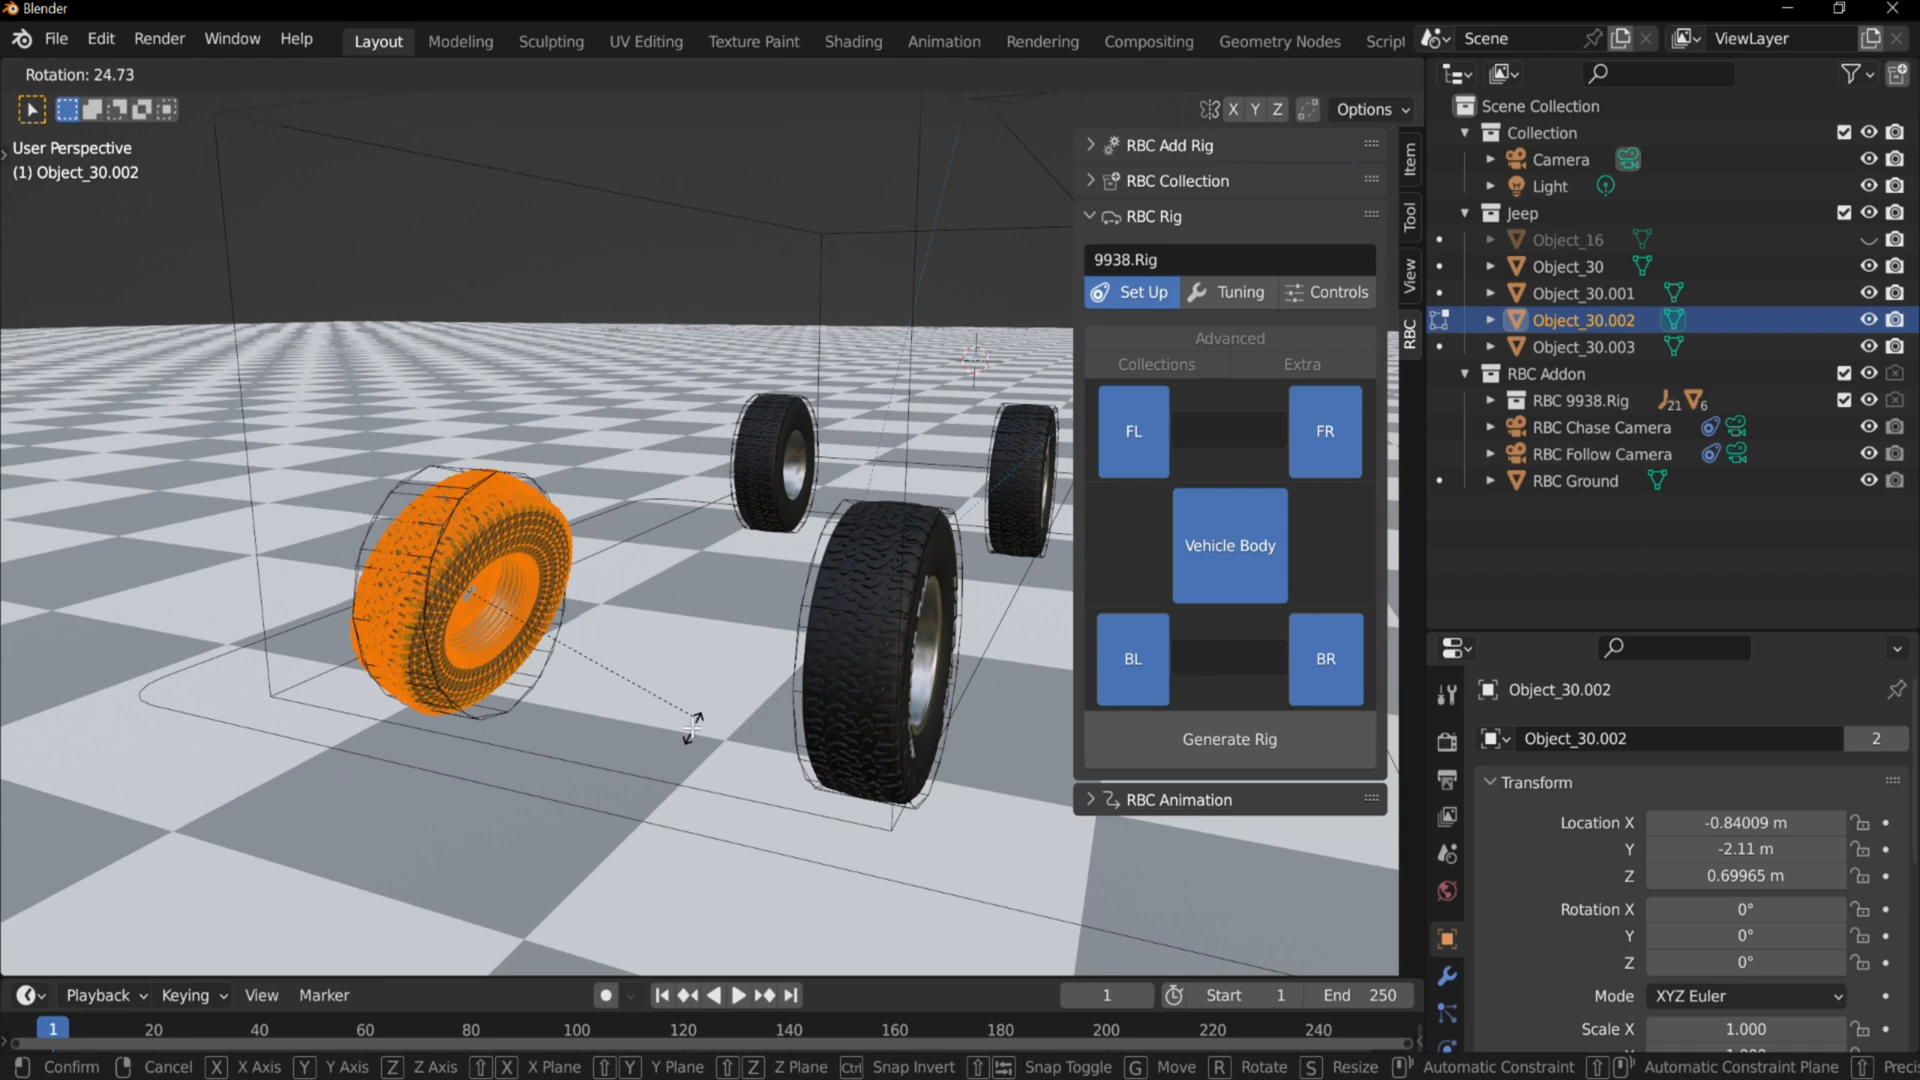 Blender
File Edit Render Window Help Layout Modeling Sculpting UV Editing Texture Paint Shading Animation Rendering Compositing Geometry Nodes Script Scene ViewLayer
Rotation: 24.73
X Y Z Options
User Perspective
(1) Object_30.002
RBC Add Rig
RBC Collection
RBC Rig
9938.Rig
Set Up Tuning Controls
Advanced
Collections Extra
FL FR
Vehicle Body
BL BR
Generate Rig
RBC Animation
Item
Tool
View
RBC
Scene Collection
Collection
Camera
Light
Jeep
Object_16
Object_30
Object_30.001
Object_30.002
Object_30.003
RBC Addon
RBC 9938.Rig 21 6
RBC Chase Camera
RBC Follow Camera
RBC Ground
Object_30.002
Object_30.002 2
Transform
Location X -0.84009 m
Y -2.11 m
Z 0.69965 m
Rotation X 0°
Y 0°
Z 0°
Mode XYZ Euler
Scale X 1.000
Playback Keying View Marker 1 Start 1 End 250
1 20 40 60 80 100 120 140 160 180 200 220 240
Confirm Cancel X X Axis Y Y Axis Z Z Axis X X Plane Y Y Plane Z Z Plane Ctrl Snap Invert Snap Toggle G Move R Rotate S Resize Automatic Constraint Automatic Constraint Plane Preci